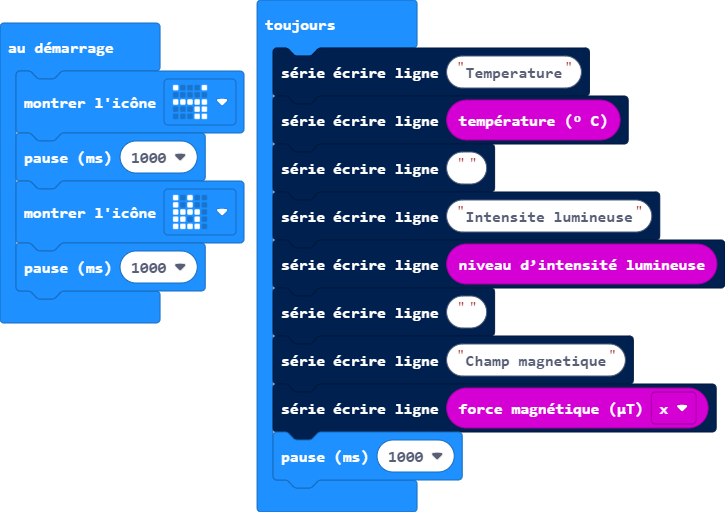 au démarrage
montrer l'icône
pause (ms) 1000
montrer l'icône
pause (ms) 1000
toujours
série écrire ligne "Temperature"
série écrire ligne température (º C)
série écrire ligne " "
série écrire ligne "Intensite lumineuse"
série écrire ligne niveau d’intensité lumineuse
série écrire ligne " "
série écrire ligne "Champ magnetique"
série écrire ligne force magnétique (µT) x
pause (ms) 1000